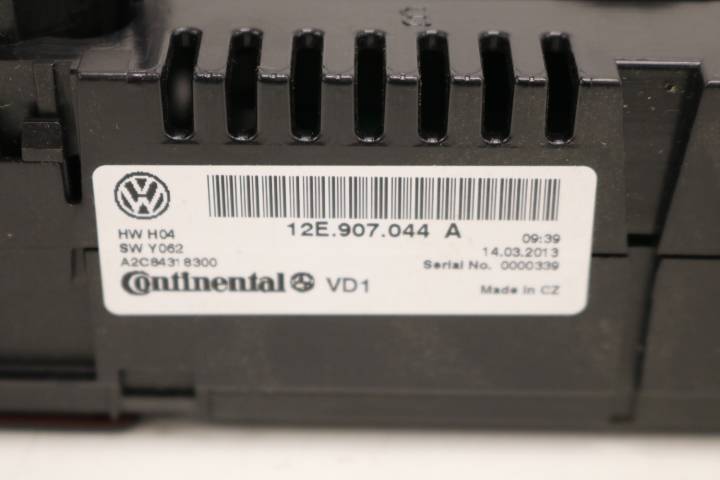 12E.907.044 A
HW H04
SW Y062
A2C84318300
09:39
14.03.2013
Serial No. 0000339
Continental VD1
Made in CZ